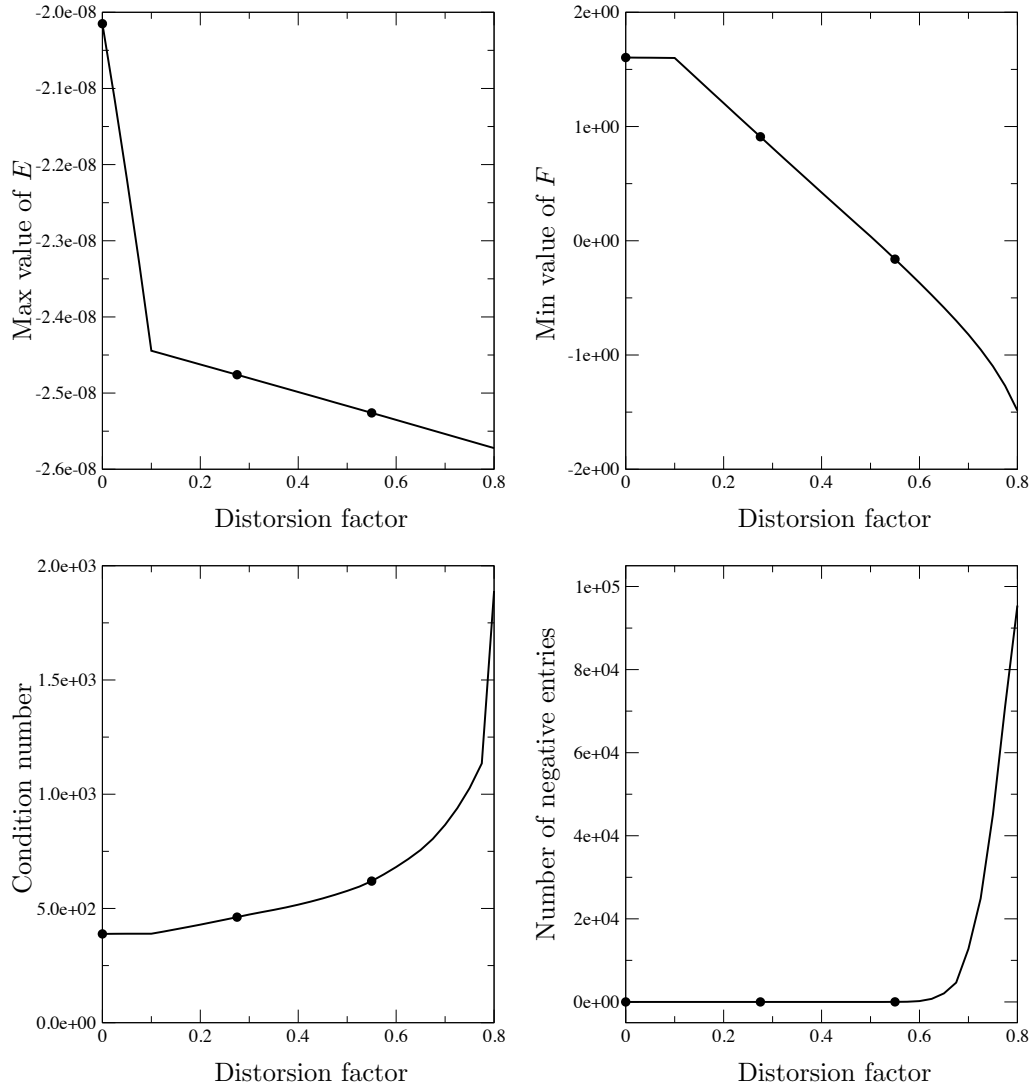 -2.0e-08
-2.1e-08
-2.2e-08
-2.3e-08
-2.4e-08
-2.5e-08
-2.6e-08
Max value of E
0
0.2
0.4
0.6
0.8
Distorsion factor
2e+00
1e+00
0e+00
-1e+00
-2e+00
Min value of F
0
0.2
0.4
0.6
0.8
Distorsion factor
2.0e+03
1.5e+03
1.0e+03
5.0e+02
0.0e+00
Condition number
0
0.2
0.4
0.6
0.8
Distorsion factor
1e+05
8e+04
6e+04
4e+04
2e+04
0e+00
Number of negative entries
0
0.2
0.4
0.6
0.8
Distorsion factor